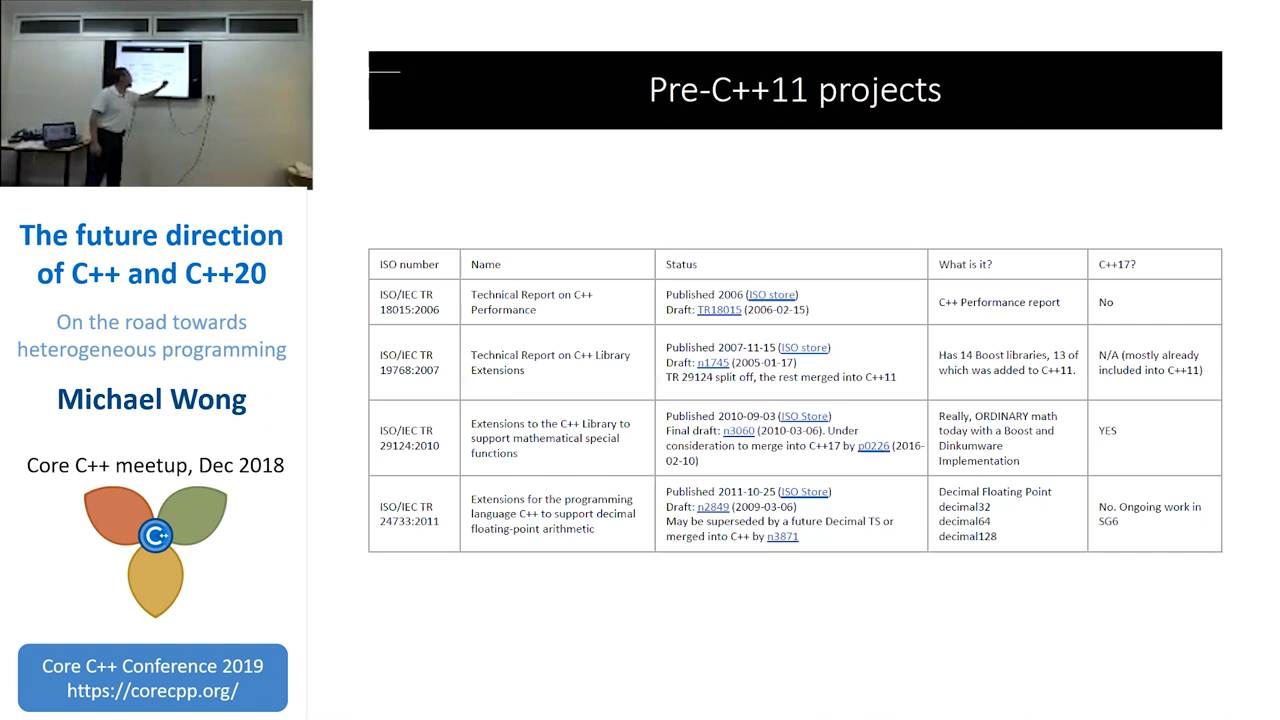 The future direction
of C++ and C++20
On the road towards
heterogeneous programming
Michael Wong
Core C++ meetup, Dec 2018
C++
Core C++ Conference 2019
https://corecpp.org/
Pre-C++11 projects
ISO number
Name
Status
What is it?
C++17?
ISO/IEC TR
18015:2006
Technical Report on C++
Performance
Published 2006 (ISO store)
Draft: TR18015 (2006-02-15)
C++ Performance report
No
ISO/IEC TR
19768:2007
Technical Report on C++ Library
Extensions
Published 2007-11-15 (ISO store)
Draft: n1745 (2005-01-17)
TR 29124 split off, the rest merged into C++11
Has 14 Boost libraries, 13 of
which was added to C++11.
N/A (mostly already
included into C++11)
ISO/IEC TR
29124:2010
Extensions to the C++ Library to
support mathematical special
functions
Published 2010-09-03 (ISO Store)
Final draft: n3060 (2010-03-06). Under
consideration to merge into C++17 by p0226 (2016-
02-10)
Really, ORDINARY math
today with a Boost and
Dinkumware
Implementation
YES
ISO/IEC TR
24733:2011
Extensions for the programming
language C++ to support decimal
floating-point arithmetic
Published 2011-10-25 (ISO Store)
Draft: n2849 (2009-03-06)
May be superseded by a future Decimal TS or
merged into C++ by n3871
Decimal Floating Point
decimal32
decimal64
decimal128
No. Ongoing work in
SG6